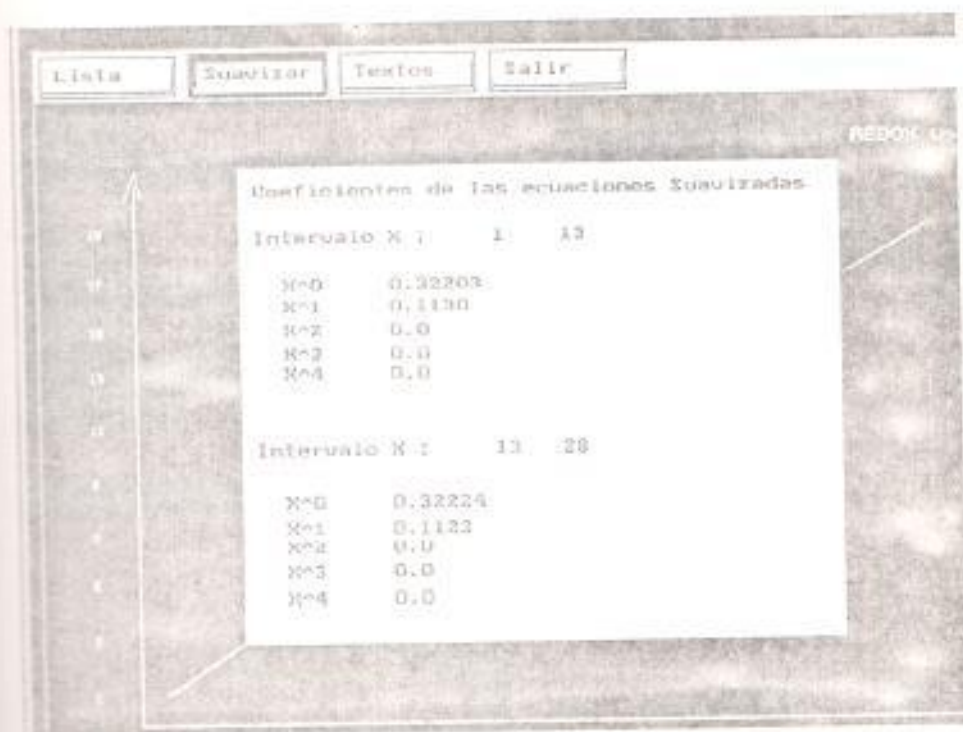 Lista Suavizar Textos Salir
REDOX
Coeficientes de las ecuaciones Suavizadas
Intervalo X : 1 13
X^0 0.32203
X^1 0.1130
X^2 0.0
X^3 0.0
X^4 0.0
Intervalo X : 13 28
X^0 0.32224
X^1 0.1122
X^2 0.0
X^3 0.0
X^4 0.0